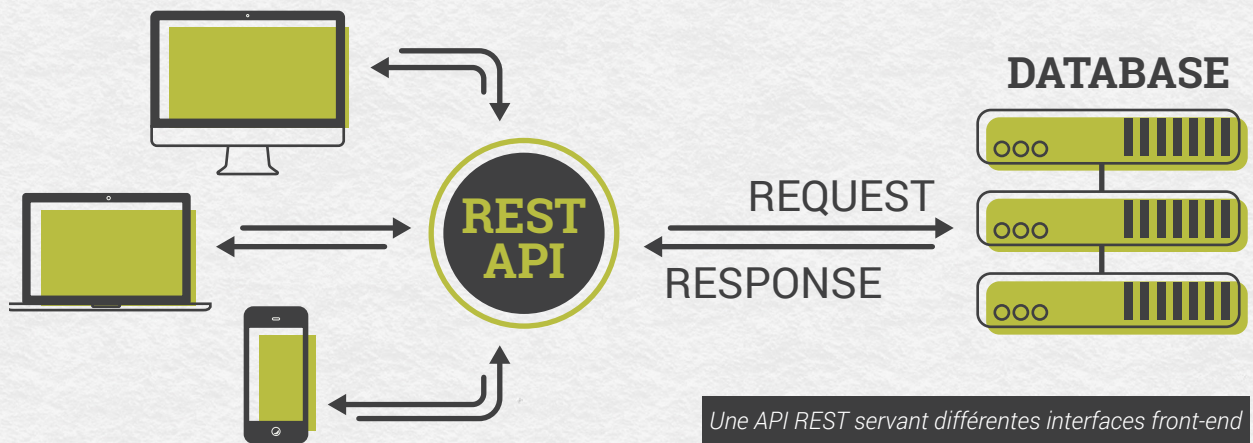 DATABASE
REST
API
REQUEST
RESPONSE
Une API REST servant différentes interfaces front-end